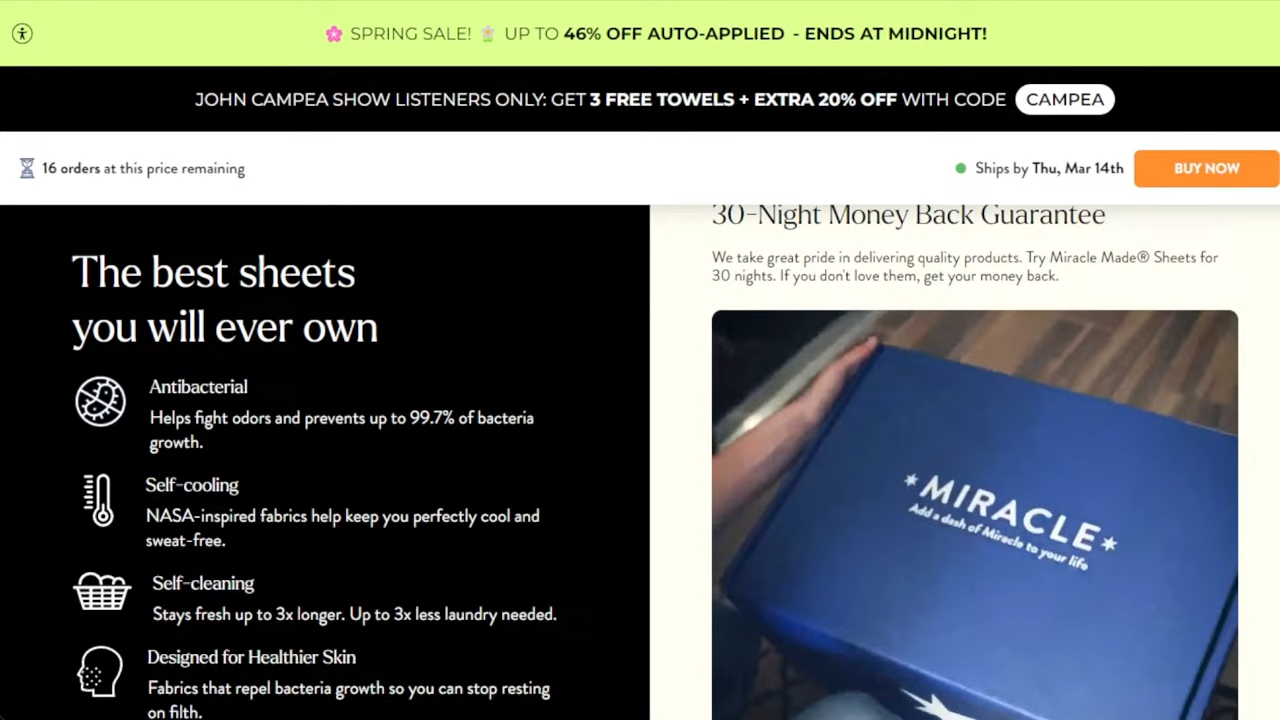 SPRING SALE! UP TO 46% OFF AUTO-APPLIED - ENDS AT MIDNIGHT!
JOHN CAMPEA SHOW LISTENERS ONLY: GET 3 FREE TOWELS + EXTRA 20% OFF WITH CODE CAMPEA
16 orders at this price remaining
Ships by Thu, Mar 14th
BUY NOW
The best sheets
you will ever own
Antibacterial
Helps fight odors and prevents up to 99.7% of bacteria
growth.
Self-cooling
NASA-inspired fabrics help keep you perfectly cool and
sweat-free.
Self-cleaning
Stays fresh up to 3x longer. Up to 3x less laundry needed.
Designed for Healthier Skin
Fabrics that repel bacteria growth so you can stop resting
on filth.
30-Night Money Back Guarantee
We take great pride in delivering quality products. Try Miracle Made® Sheets for
30 nights. If you don't love them, get your money back.
*MIRACLE*
Add a dash of Miracle to your life